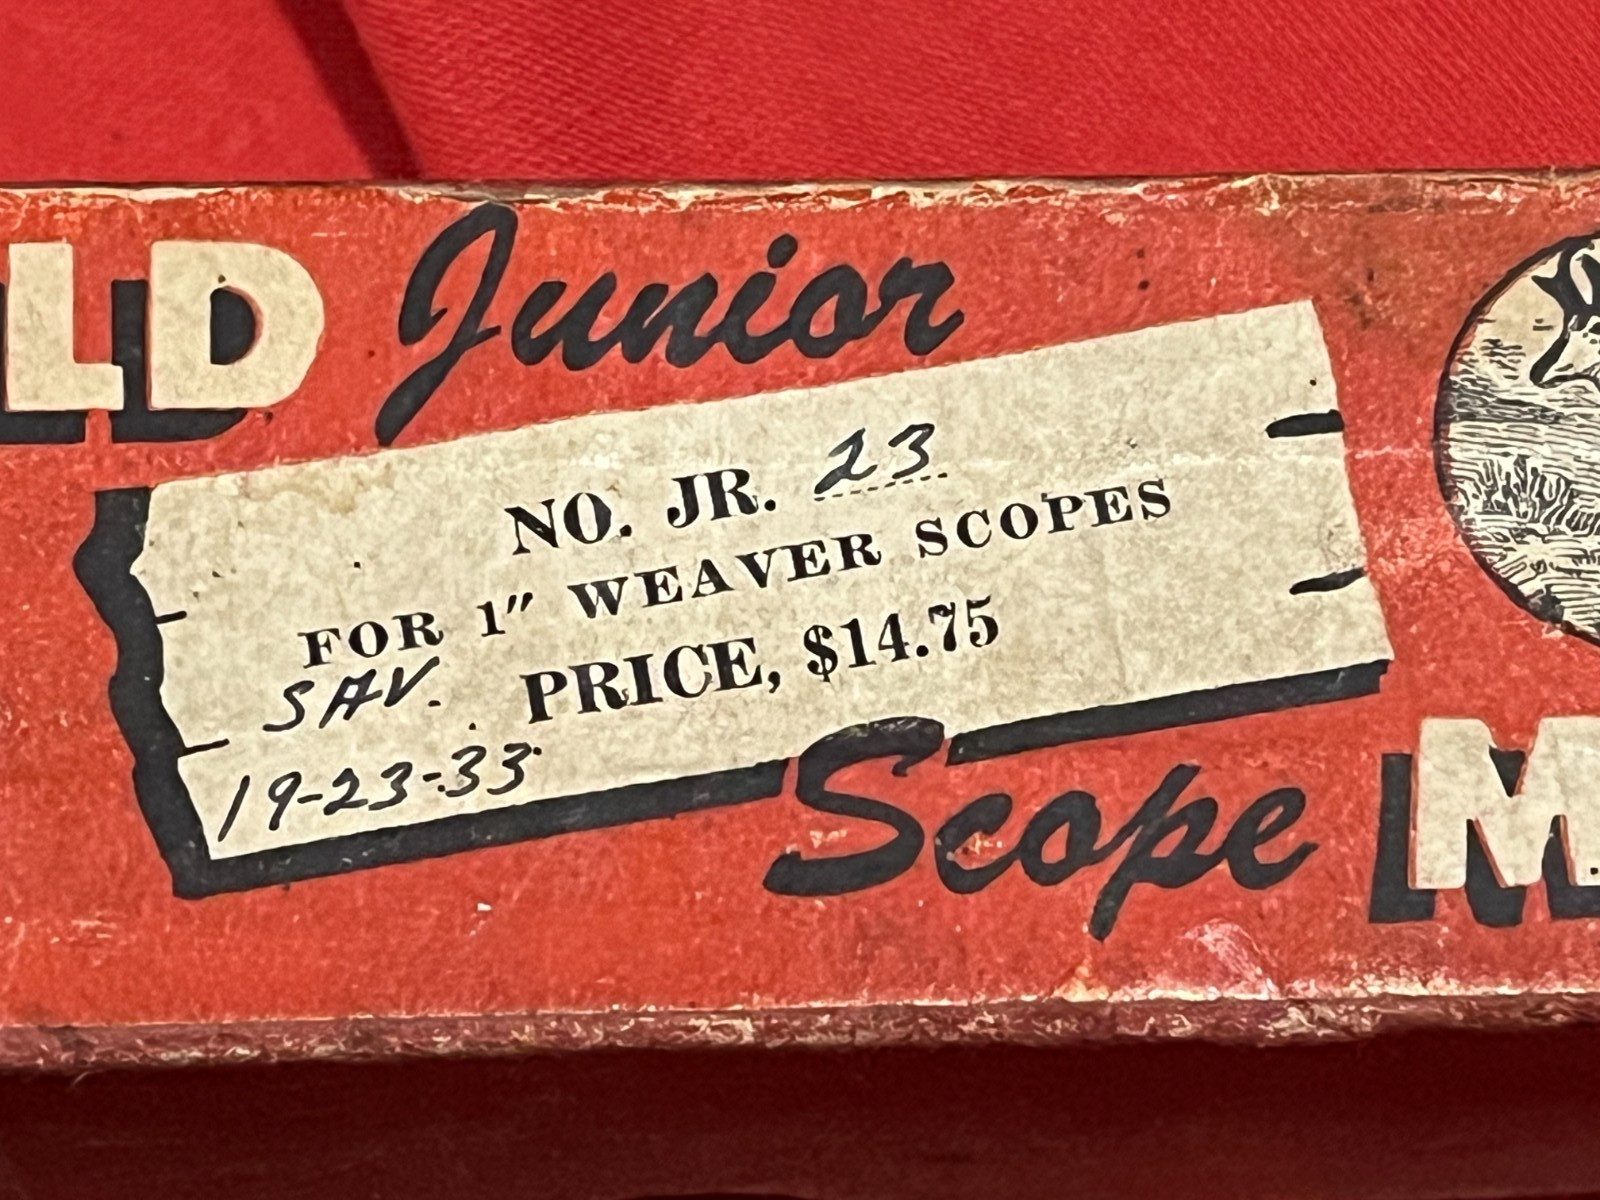 LD Junior
NO. JR. 23
FOR 1" WEAVER SCOPES
SAV. PRICE, $14.75
19-23-33
Scope M